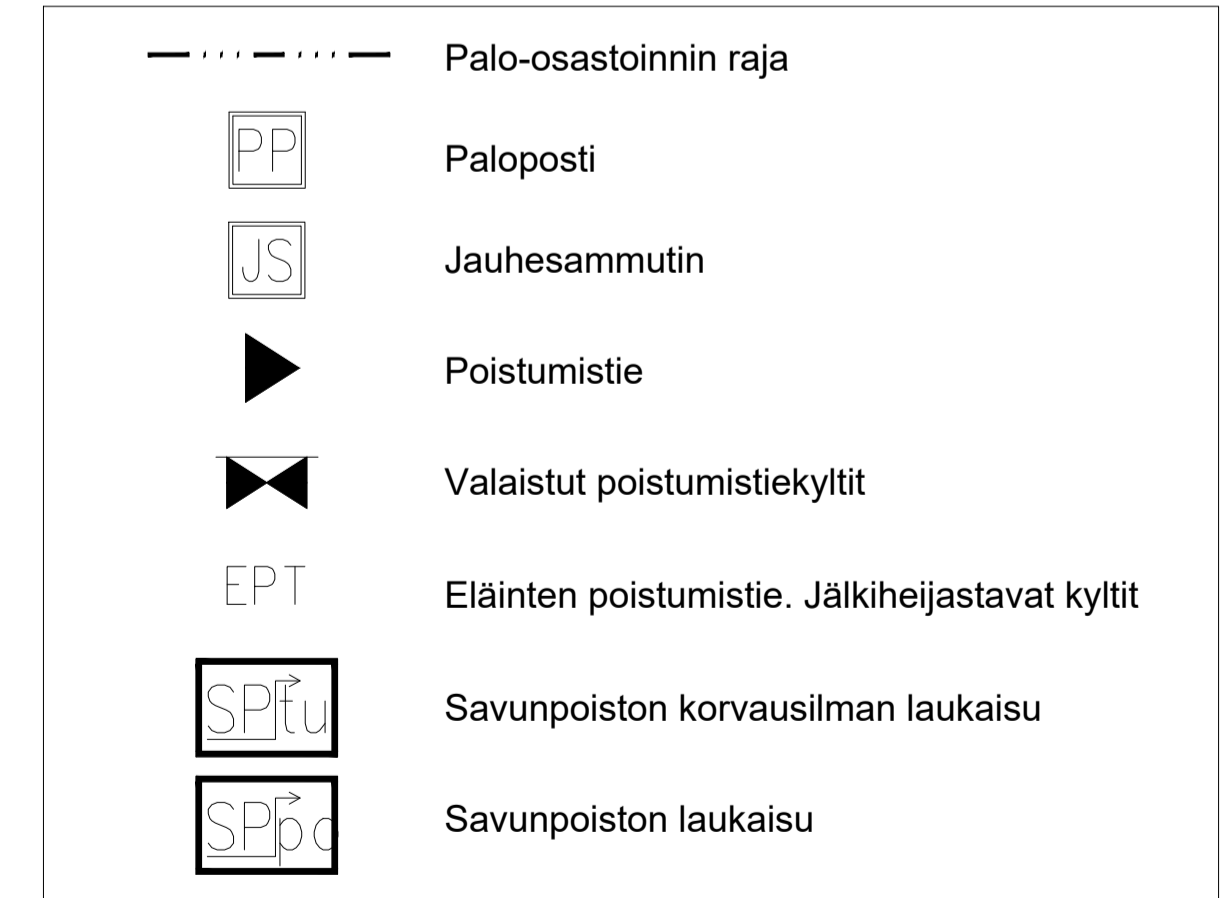 Palo-osastoinnin raja
PP Paloposti
JS Jauhesammutin
Poistumistie
Valaistut poistumistiekyltit
EPT Eläinten poistumistie. Jälkiheijastavat kyltit
SPtu Savunpoiston korvausilman laukaisu
SPpo Savunpoiston laukaisu